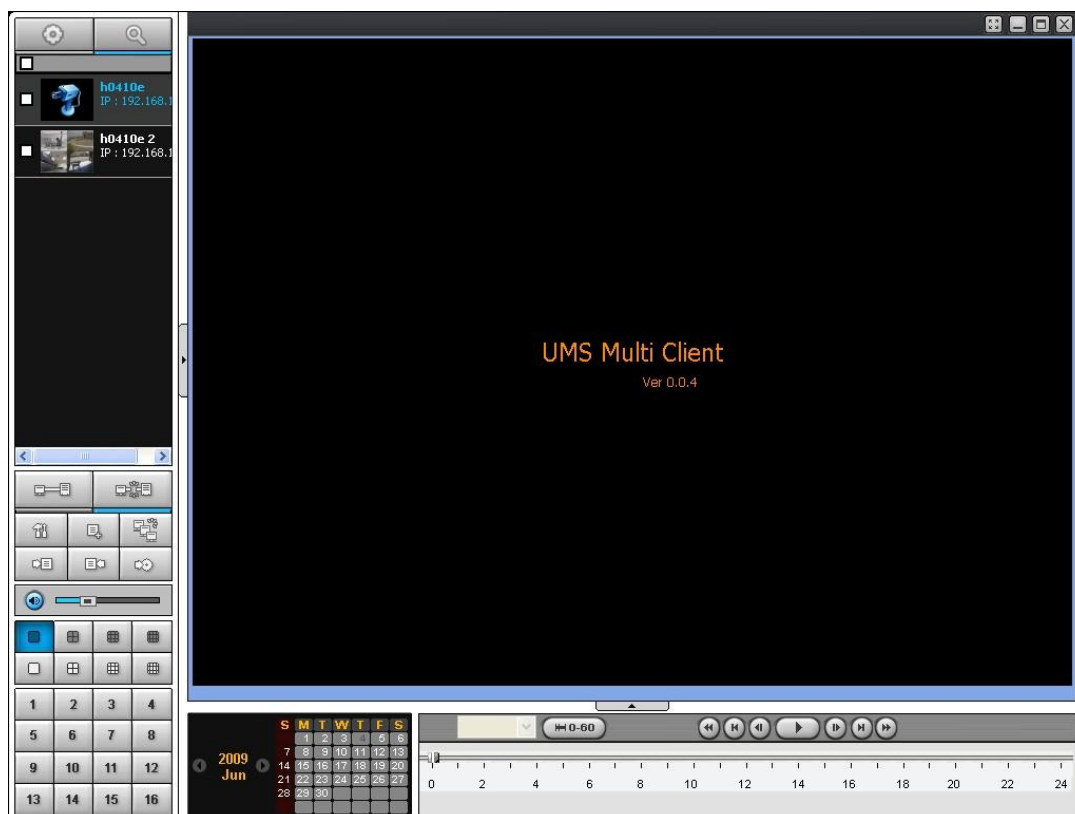 h0410e
IP : 192.168.1
h0410e 2
IP : 192.168.1
UMS Multi Client
Ver 0.0.4
1 2 3 4
5 6 7 8
9 10 11 12
13 14 15 16
2009
Jun
S M T W T F S
1 2 3 4 5 6
7 8 9 10 11 12 13
14 15 16 17 18 19 20
21 22 23 24 25 26 27
28 29 30
0-60
0 2 4 6 8 10 12 14 16 18 20 22 24